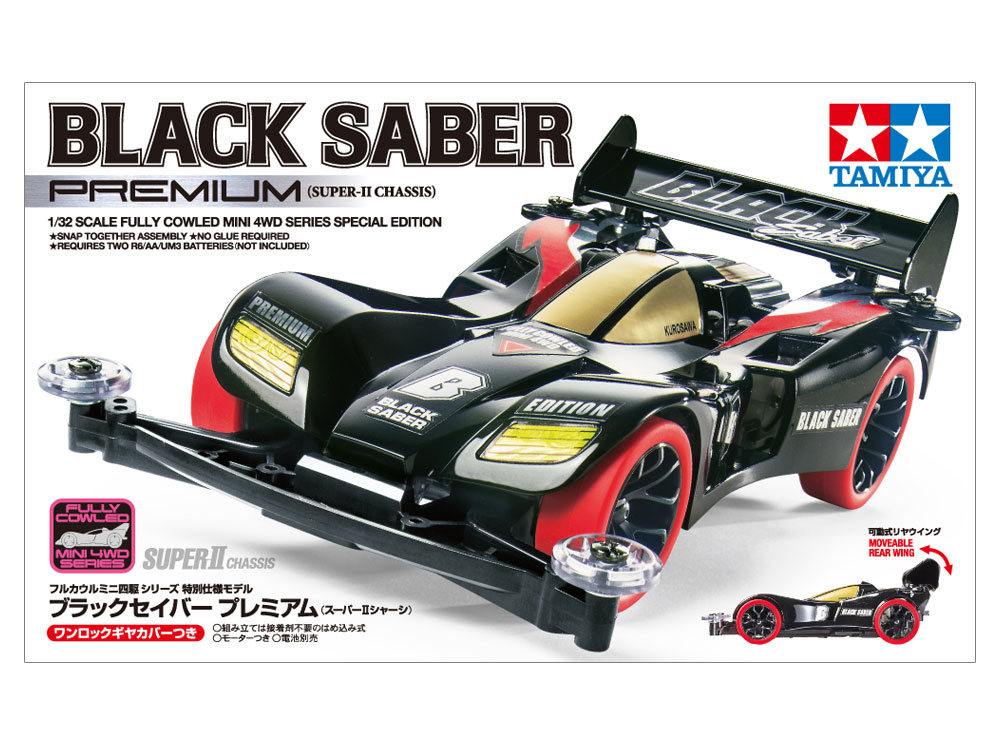 BLACK SABER
PREMIUM (SUPER-II CHASSIS)
1/32 SCALE FULLY COWLED MINI 4WD SERIES SPECIAL EDITION
★SNAP TOGETHER ASSEMBLY ★NO GLUE REQUIRED
★REQUIRES TWO R6/AA/UM3 BATTERIES (NOT INCLUDED)
TAMIYA
BLACK
Saber
PREMIUM
KUROSAWA
B
BLACK
SABER
EDITION
BLACK SABER
FULLY
COWLED
MINI 4WD
SERIES
SUPER II CHASSIS
フルカウルミニ四駆 シリーズ 特別仕様モデル
ブラックセイバー プレミアム (スーパーIIシャーシ)
ワンロックギヤカバーつき
○組み立ては接着剤不要のはめ込み式
○モーターつき ○電池別売
可動式リヤウイング
MOVEABLE
REAR WING
B
BLACK SABER